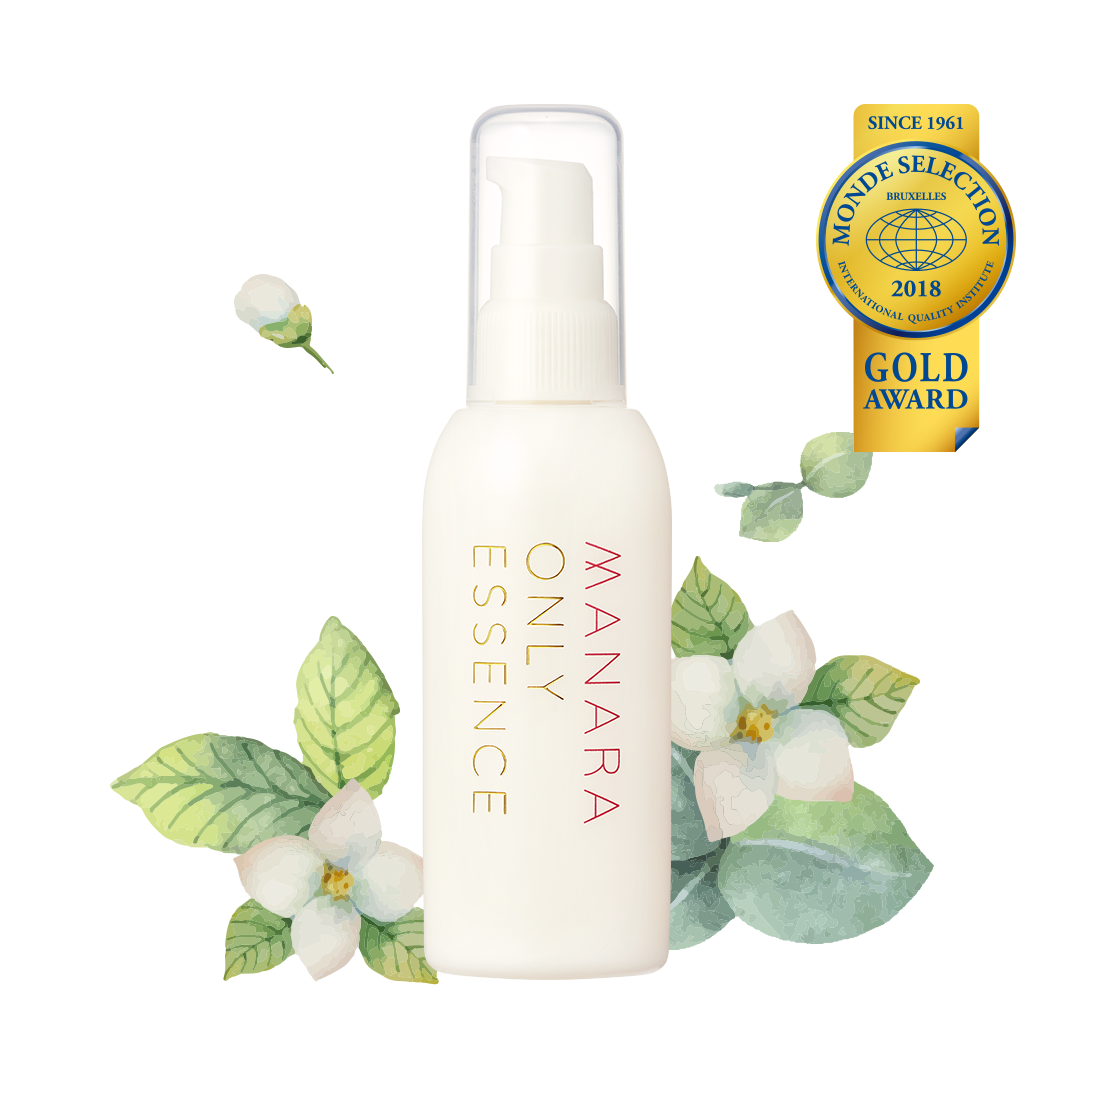 MANARA
ONLY
ESSENCE
SINCE 1961
MONDE SELECTION
BRUXELLES
2018
INTERNATIONAL QUALITY INSTITUTE
GOLD
AWARD